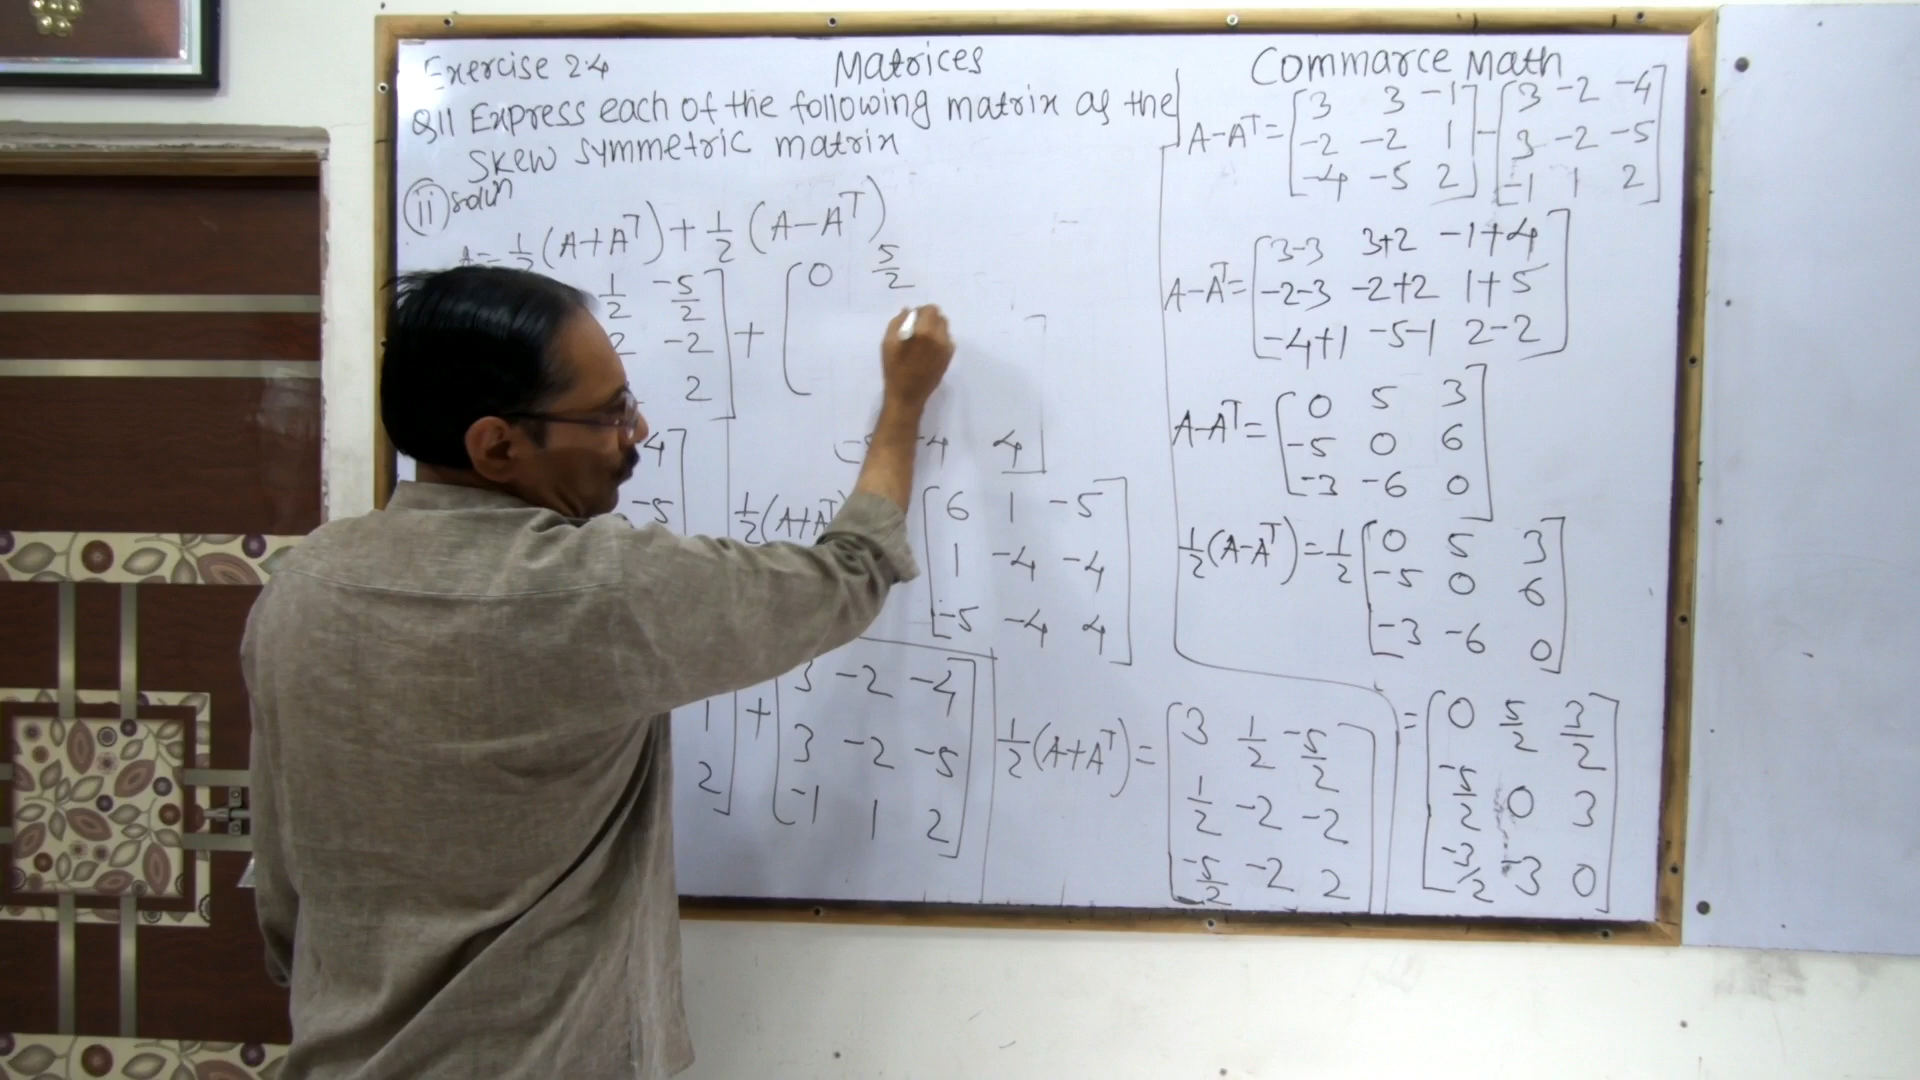 Exercise 2.4 Matrices Commarce Math
Q11 Express each of the following matrix as the
Skew symmetric matrix
(ii) solun
A = 1/2 (A+A^T) + 1/2 (A-A^T)
1/2 -5/2 + [0 5/2
2 -2
2
4
-5
-4 4
1/2 (A+A^T)
[6 1 -5
1 -4 -4
-5 -4 4]
1 + [3 -2 -4
3 -2 -5
2 -1 1 2]
1/2 (A+A^T) = [3 1/2 -5/2
1/2 -2 -2
-5/2 -2 2]
A-A^T = [3 3 -1 - [3 -2 -4
-2 -2 1 3 -2 -5
-4 -5 2] -1 1 2]
A-A^T = [3-3 3+2 -1+4
-2-3 -2+2 1+5
-4+1 -5-1 2-2]
A-A^T = [0 5 3
-5 0 6
-3 -6 0]
1/2 (A-A^T) = 1/2 [0 5 3
-5 0 6
-3 -6 0]
= [0 5/2 3/2
-5/2 0 3
-3/2 -3 0]